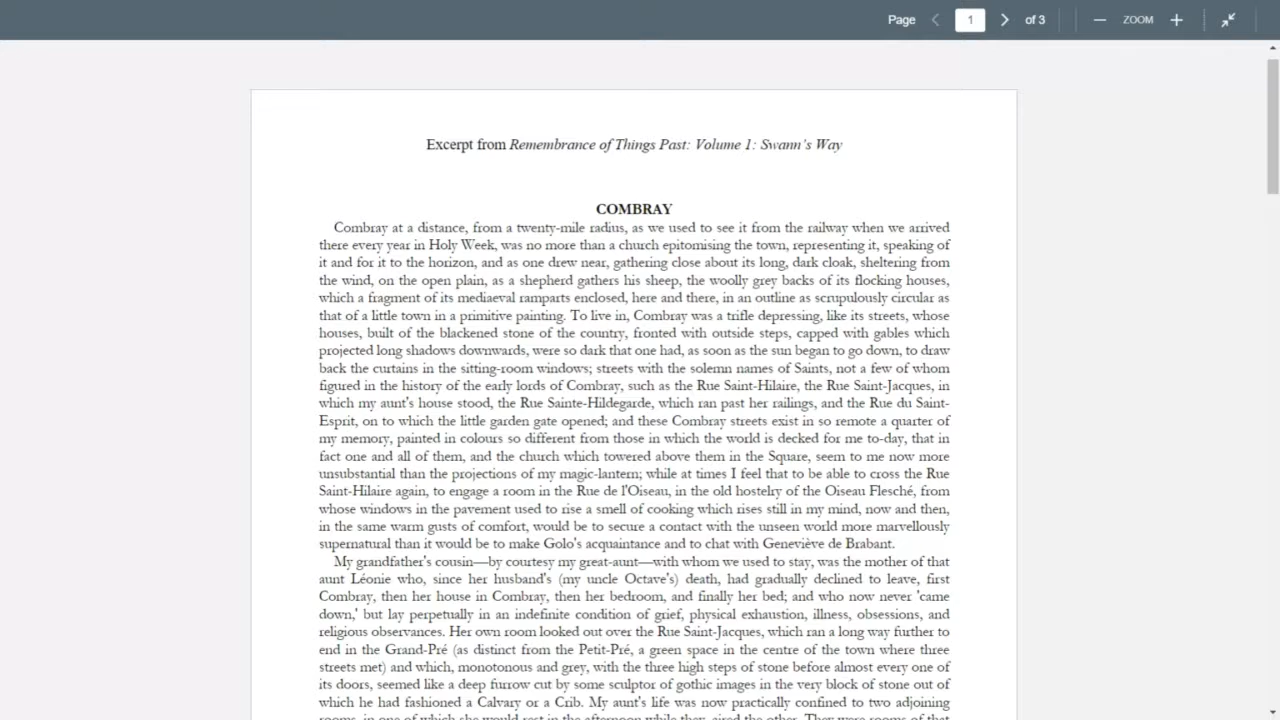 Page 1 of 3 ZOOM
Excerpt from Remembrance of Things Past: Volume 1: Swann's Way
COMBRAY
Combray at a distance, from a twenty-mile radius, as we used to see it from the railway when we arrived
there every year in Holy Week, was no more than a church epitomising the town, representing it, speaking of
it and for it to the horizon, and as one drew near, gathering close about its long, dark cloak, sheltering from
the wind, on the open plain, as a shepherd gathers his sheep, the woolly grey backs of its flocking houses,
which a fragment of its mediaeval ramparts enclosed, here and there, in an outline as scrupulously circular as
that of a little town in a primitive painting. To live in, Combray was a trifle depressing, like its streets, whose
houses, built of the blackened stone of the country, fronted with outside steps, capped with gables which
projected long shadows downwards, were so dark that one had, as soon as the sun began to go down, to draw
back the curtains in the sitting-room windows; streets with the solemn names of Saints, not a few of whom
figured in the history of the early lords of Combray, such as the Rue Saint-Hilaire, the Rue Saint-Jacques, in
which my aunt's house stood, the Rue Sainte-Hildegarde, which ran past her railings, and the Rue du Saint-
Esprit, on to which the little garden gate opened; and these Combray streets exist in so remote a quarter of
my memory, painted in colours so different from those in which the world is decked for me to-day, that in
fact one and all of them, and the church which towered above them in the Square, seem to me now more
unsubstantial than the projections of my magic-lantern; while at times I feel that to be able to cross the Rue
Saint-Hilaire again, to engage a room in the Rue de l'Oiseau, in the old hostelry of the Oiseau Flesché, from
whose windows in the pavement used to rise a smell of cooking which rises still in my mind, now and then,
in the same warm gusts of comfort, would be to secure a contact with the unseen world more marvellously
supernatural than it would be to make Golo's acquaintance and to chat with Geneviève de Brabant.
My grandfather's cousin—by courtesy my great-aunt—with whom we used to stay, was the mother of that
aunt Léonie who, since her husband's (my uncle Octave's) death, had gradually declined to leave, first
Combray, then her house in Combray, then her bedroom, and finally her bed; and who now never 'came
down,' but lay perpetually in an indefinite condition of grief, physical exhaustion, illness, obsessions, and
religious observances. Her own room looked out over the Rue Saint-Jacques, which ran a long way further to
end in the Grand-Pré (as distinct from the Petit-Pré, a green space in the centre of the town where three
streets met) and which, monotonous and grey, with the three high steps of stone before almost every one of
its doors, seemed like a deep furrow cut by some sculptor of gothic images in the very block of stone out of
which he had fashioned a Calvary or a Crib. My aunt's life was now practically confined to two adjoining
rooms, in one of which she would rest in the afternoon while they aired the other. They were rooms of that